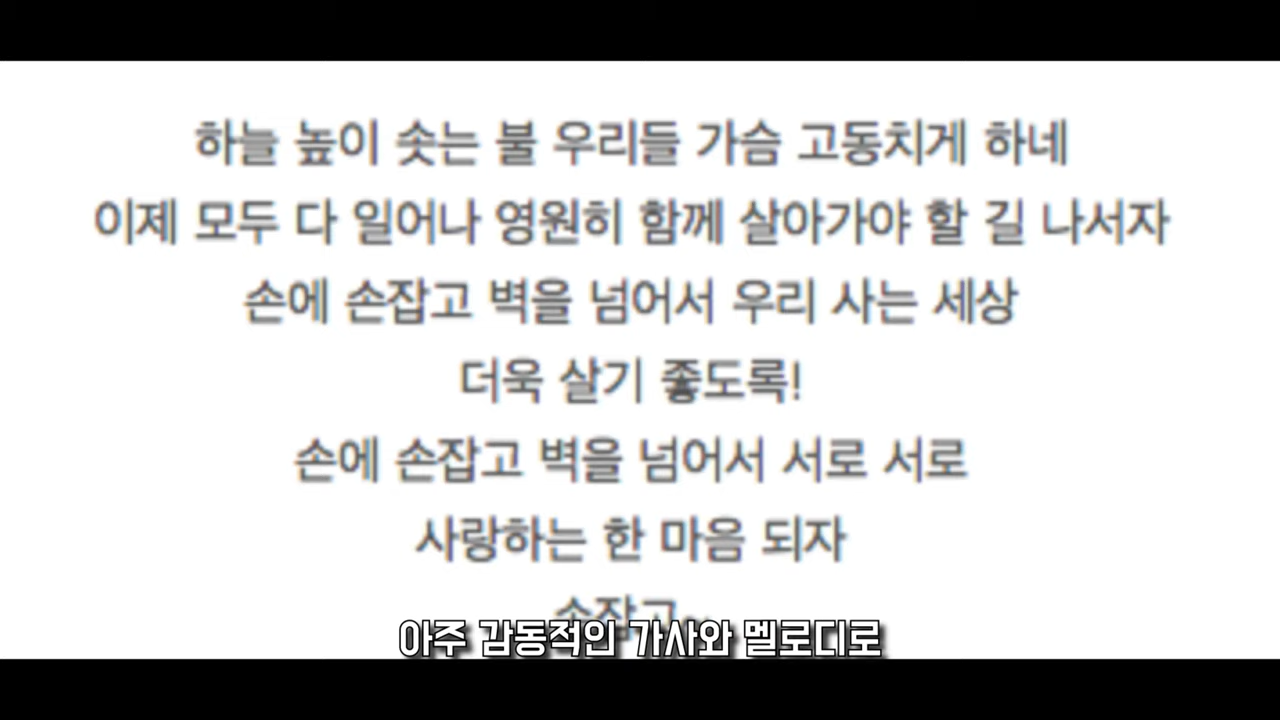 하늘 높이 솟는 불 우리들 가슴 고동치게 하네
이제 모두 다 일어나 영원히 함께 살아가야 할 길 나서자
손에 손잡고 벽을 넘어서 우리 사는 세상
더욱 살기 좋도록!
손에 손잡고 벽을 넘어서 서로 서로
사랑하는 한 마음 되자
손잡고~
아주 감동적인 가사와 멜로디로